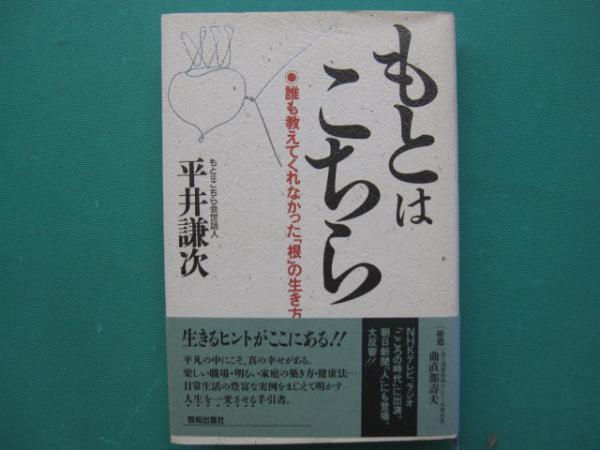 もとは
こちら
●誰も教えてくれなかった「根」の生き方
もとはこちら会世話人
平井謙次
生きるヒントがここにある!!
平凡の中にこそ、真の幸せがある。
楽しい職場・明るい家庭の築き方・健康法…
日常生活の豊富な実例をまじえて明かす
人生を一変させる手引書。
致知出版社
NHKテレビ、ラジオ
「こころの時代」に出演。
朝日新聞「人」にも登場。
大反響!!
推薦
曲直部壽夫